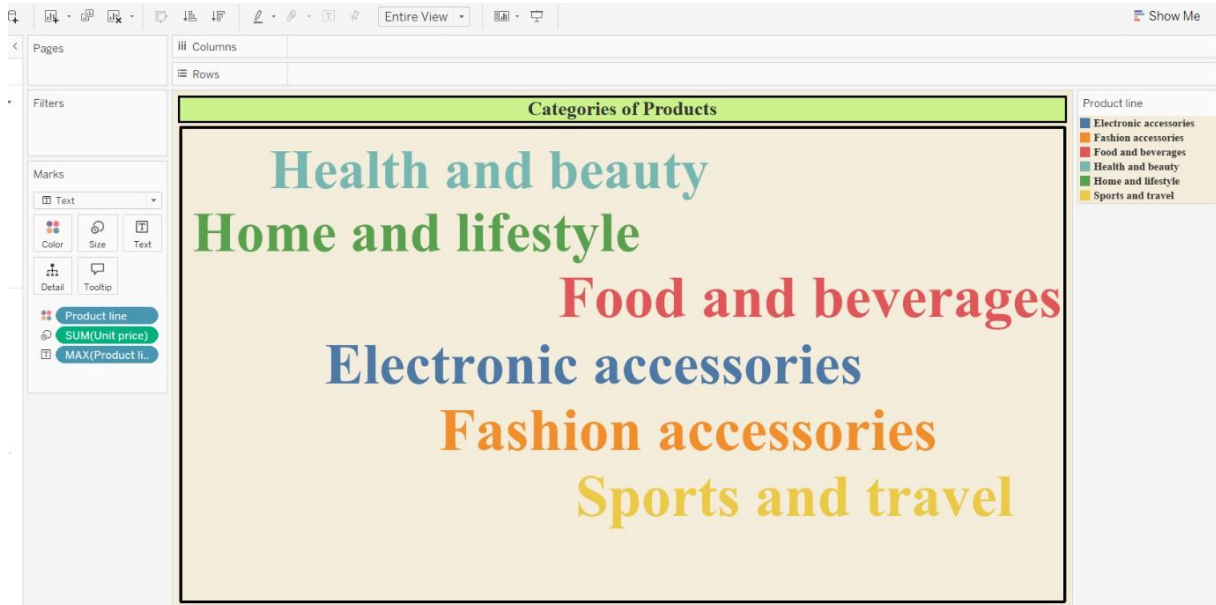 Entire View
Show Me
Pages
Columns
Rows
Filters
Categories of Products
Product line
Electronic accessories
Fashion accessories
Food and beverages
Health and beauty
Home and lifestyle
Sports and travel
Marks
Text
Color Size Text
Detail Tooltip
Product line
SUM(Unit price)
MAX(Product li..
Health and beauty
Home and lifestyle
Food and beverages
Electronic accessories
Fashion accessories
Sports and travel